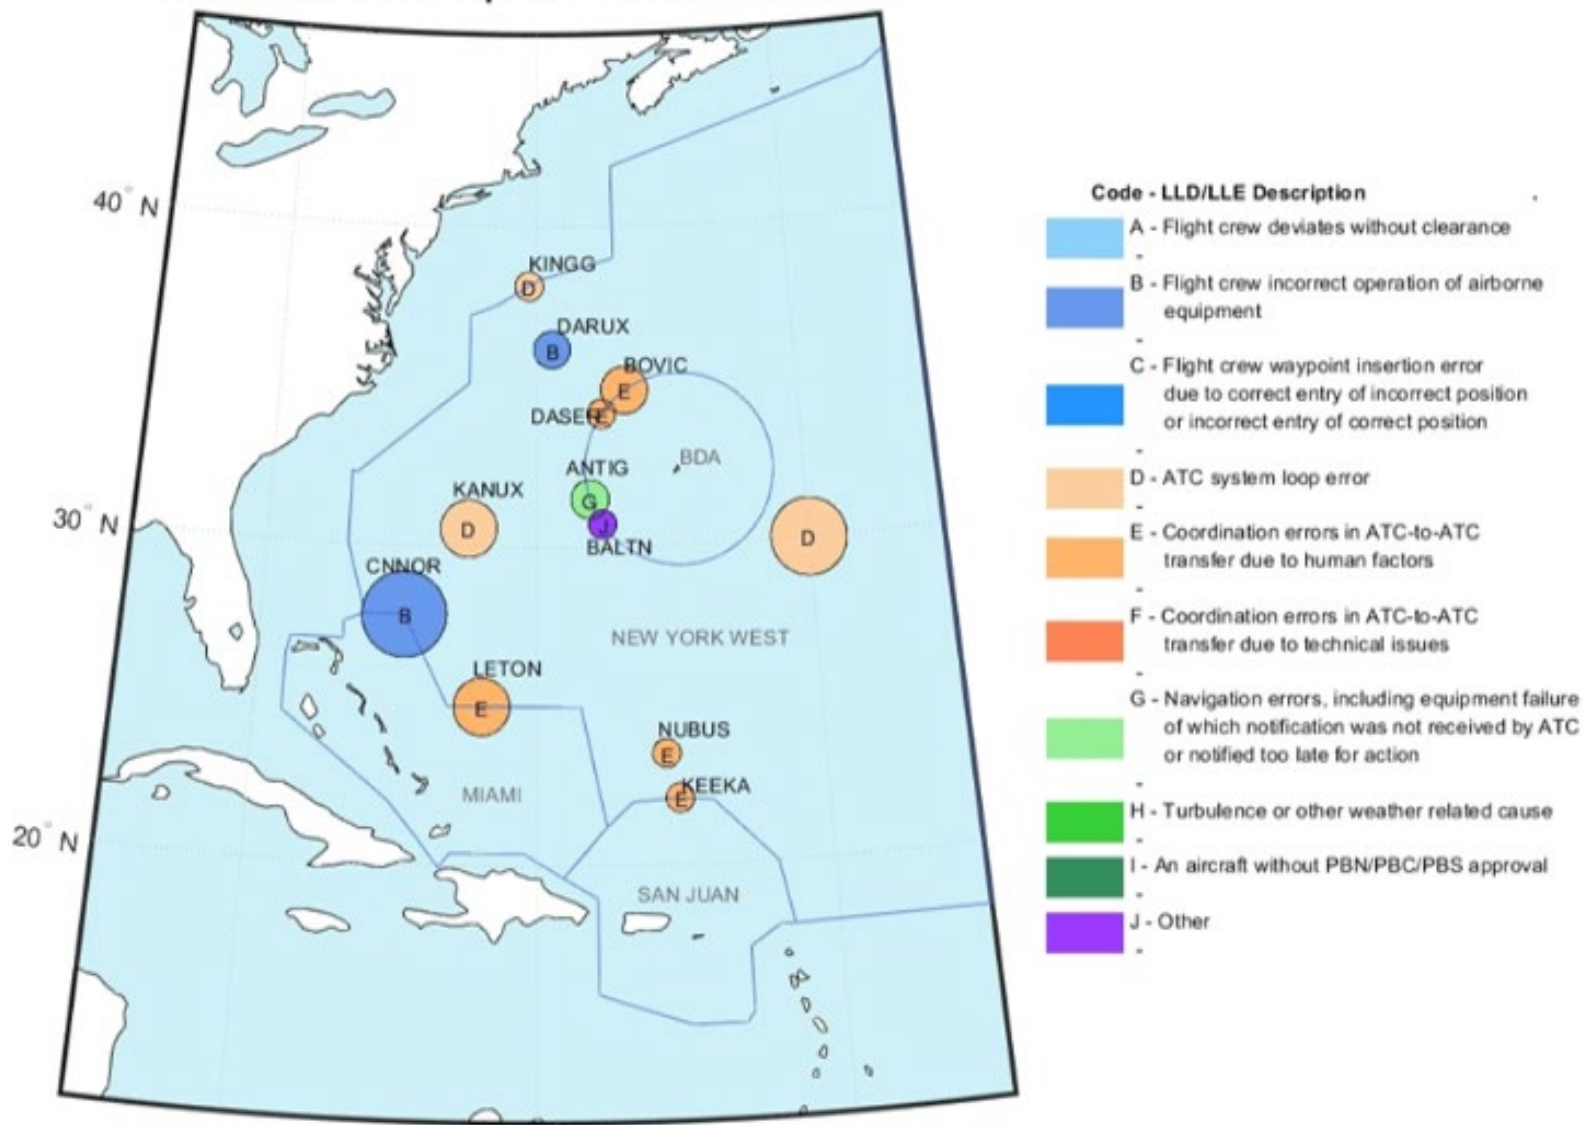 40° N
30° N
20° N
KINGG
D
DARUX
B
BOVIC
E
E
BDA
ANTIG
G
KANUX
D
J
BALTN
D
CNNOR
B
NEW YORK WEST
LETON
E
NUBUS
E
KEEKA
E
MIAMI
SAN JUAN
Code - LLD/LLE Description
A - Flight crew deviates without clearance
-
B - Flight crew incorrect operation of airborne
equipment
-
C - Flight crew waypoint insertion error
due to correct entry of incorrect position
or incorrect entry of correct position
-
D - ATC system loop error
-
E - Coordination errors in ATC-to-ATC
transfer due to human factors
-
F - Coordination errors in ATC-to-ATC
transfer due to technical issues
-
G - Navigation errors, including equipment failure
of which notification was not received by ATC
or notified too late for action
-
H - Turbulence or other weather related cause
-
I - An aircraft without PBN/PBC/PBS approval
-
J - Other
-